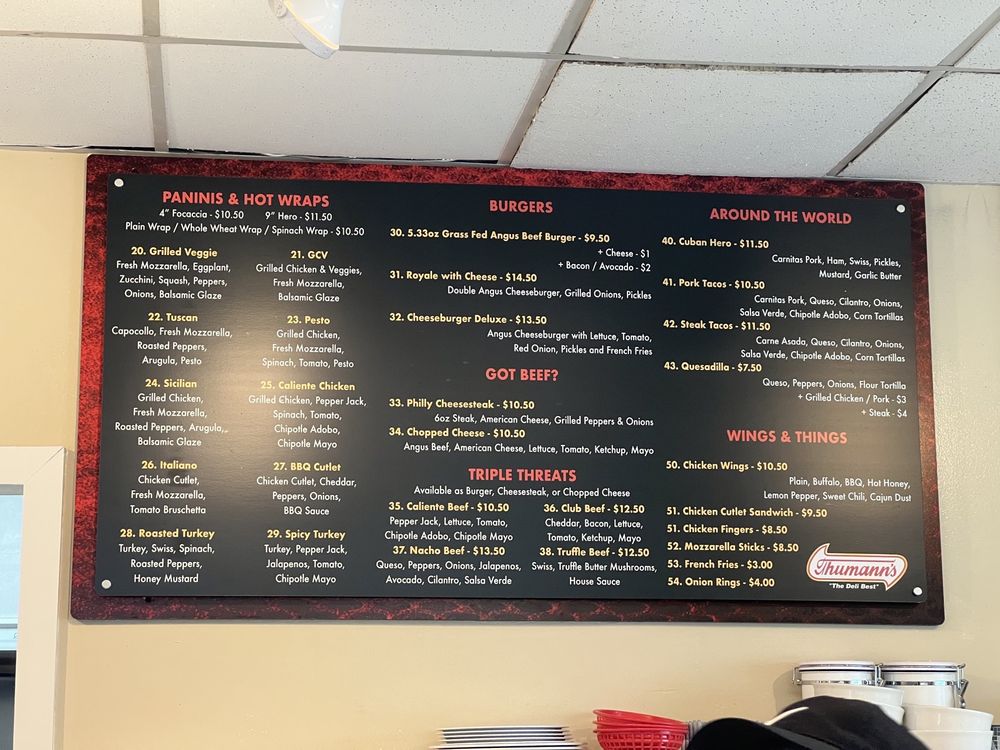 PANINIS & HOT WRAPS
4" Focaccia - $10.50 9" Hero - $11.50
Plain Wrap / Whole Wheat Wrap / Spinach Wrap - $10.50
20. Grilled Veggie
Fresh Mozzarella, Eggplant,
Zucchini, Squash, Peppers,
Onions, Balsamic Glaze
21. GCV
Grilled Chicken & Veggies,
Fresh Mozzarella,
Balsamic Glaze
22. Tuscan
Capocollo, Fresh Mozzarella,
Roasted Peppers,
Arugula, Pesto
23. Pesto
Grilled Chicken,
Fresh Mozzarella,
Spinach, Tomato, Pesto
24. Sicilian
Grilled Chicken,
Fresh Mozzarella,
Roasted Peppers, Arugula,
Balsamic Glaze
25. Caliente Chicken
Grilled Chicken, Pepper Jack,
Spinach, Tomato,
Chipotle Adobo,
Chipotle Mayo
26. Italiano
Chicken Cutlet,
Fresh Mozzarella,
Tomato Bruschetta
27. BBQ Cutlet
Chicken Cutlet, Cheddar,
Peppers, Onions,
BBQ Sauce
28. Roasted Turkey
Turkey, Swiss, Spinach,
Roasted Peppers,
Honey Mustard
29. Spicy Turkey
Turkey, Pepper Jack,
Jalapenos, Tomato,
Chipotle Mayo
BURGERS
30. 5.33oz Grass Fed Angus Beef Burger - $9.50
+ Cheese - $1
+ Bacon / Avocado - $2
31. Royale with Cheese - $14.50
Double Angus Cheeseburger, Grilled Onions, Pickles
32. Cheeseburger Deluxe - $13.50
Angus Cheeseburger with Lettuce, Tomato,
Red Onion, Pickles and French Fries
GOT BEEF?
33. Philly Cheesesteak - $10.50
6oz Steak, American Cheese, Grilled Peppers & Onions
34. Chopped Cheese - $10.50
Angus Beef, American Cheese, Lettuce, Tomato, Ketchup, Mayo
TRIPLE THREATS
Available as Burger, Cheesesteak, or Chopped Cheese
35. Caliente Beef - $10.50
Pepper Jack, Lettuce, Tomato,
Chipotle Adobo, Chipotle Mayo
36. Club Beef - $12.50
Cheddar, Bacon, Lettuce,
Tomato, Ketchup, Mayo
37. Nacho Beef - $13.50
Queso, Peppers, Onions, Jalapenos,
Avocado, Cilantro, Salsa Verde
38. Truffle Beef - $12.50
Swiss, Truffle Butter Mushrooms,
House Sauce
AROUND THE WORLD
40. Cuban Hero - $11.50
Carnitas Pork, Ham, Swiss, Pickles,
Mustard, Garlic Butter
41. Pork Tacos - $10.50
Carnitas Pork, Queso, Cilantro, Onions,
Salsa Verde, Chipotle Adobo, Corn Tortillas
42. Steak Tacos - $11.50
Carne Asada, Queso, Cilantro, Onions,
Salsa Verde, Chipotle Adobo, Corn Tortillas
43. Quesadilla - $7.50
Queso, Peppers, Onions, Flour Tortilla
+ Grilled Chicken / Pork - $3
+ Steak - $4
WINGS & THINGS
50. Chicken Wings - $10.50
Plain, Buffalo, BBQ, Hot Honey,
Lemon Pepper, Sweet Chili, Cajun Dust
51. Chicken Cutlet Sandwich - $9.50
51. Chicken Fingers - $8.50
52. Mozzarella Sticks - $8.50
53. French Fries - $3.00
54. Onion Rings - $4.00
Thumann's
"The Deli Best"